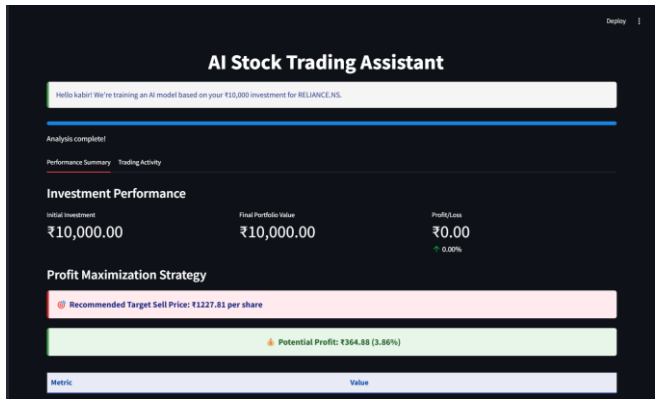 Deploy
AI Stock Trading Assistant
Hello kabir! We're training an AI model based on your ₹10,000 investment for RELIANCE.NS.
Analysis complete!
Performance Summary Trading Activity
Investment Performance
Initial Investment Final Portfolio Value Profit/Loss
₹10,000.00 ₹10,000.00 ₹0.00
↑ 0.00%
Profit Maximization Strategy
🎯 Recommended Target Sell Price: ₹1227.81 per share
💰 Potential Profit: ₹364.88 (3.86%)
Metric Value